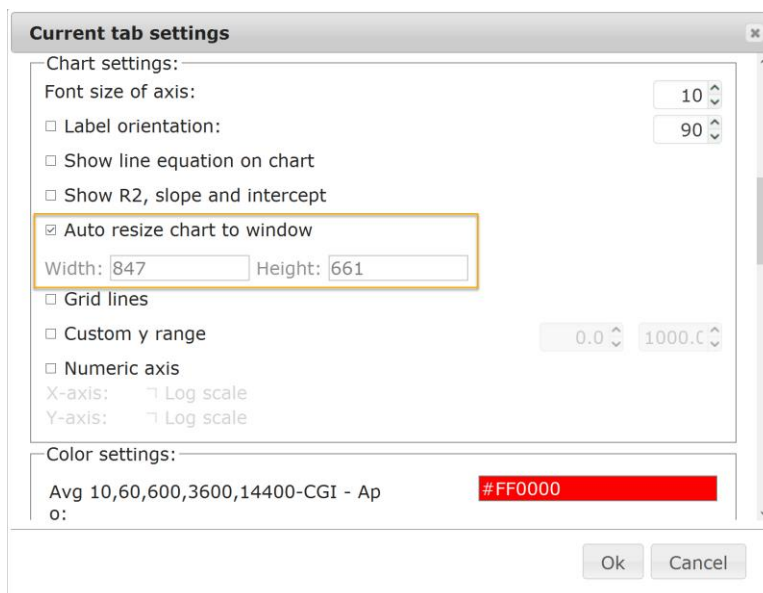 Current tab settings
Chart settings:
Font size of axis: 10
Label orientation: 90
Show line equation on chart
Show R2, slope and intercept
Auto resize chart to window
Width: 847 Height: 661
Grid lines
Custom y range 0.0 1000.0
Numeric axis
X-axis: Log scale
Y-axis: Log scale
Color settings:
Avg 10,60,600,3600,14400-CGI - Ap #FF0000
o:
Ok Cancel